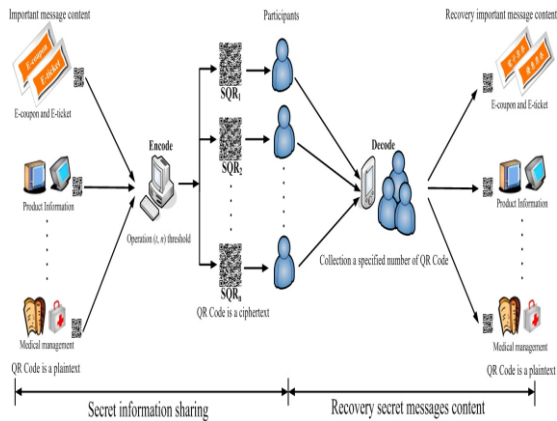 Important message content
E-coupon
E-ticket
E-coupon and E-ticket
Product Information
Medical management
QR Code is a plaintext
Encode
Operation (t, n) threshold
Participants
SQR1
SQR2
SQRn
QR Code is a ciphertext
Decode
Collection a specified number of QR Code
Recovery important message content
E-coupon and E-ticket
Product Information
Medical management
QR Code is a plaintext
Secret information sharing
Recovery secret messages content